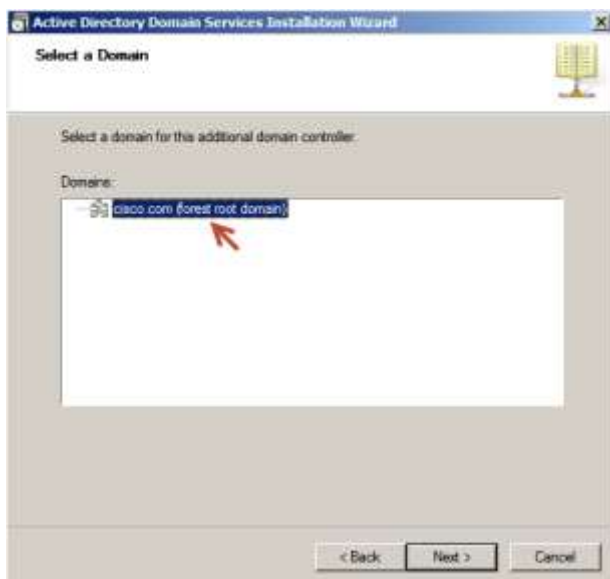 Active Directory Domain Services Installation Wizard
Select a Domain
Select a domain for this additional domain controller.
Domains:
cisco.com (forest root domain)
< Back
Next >
Cancel